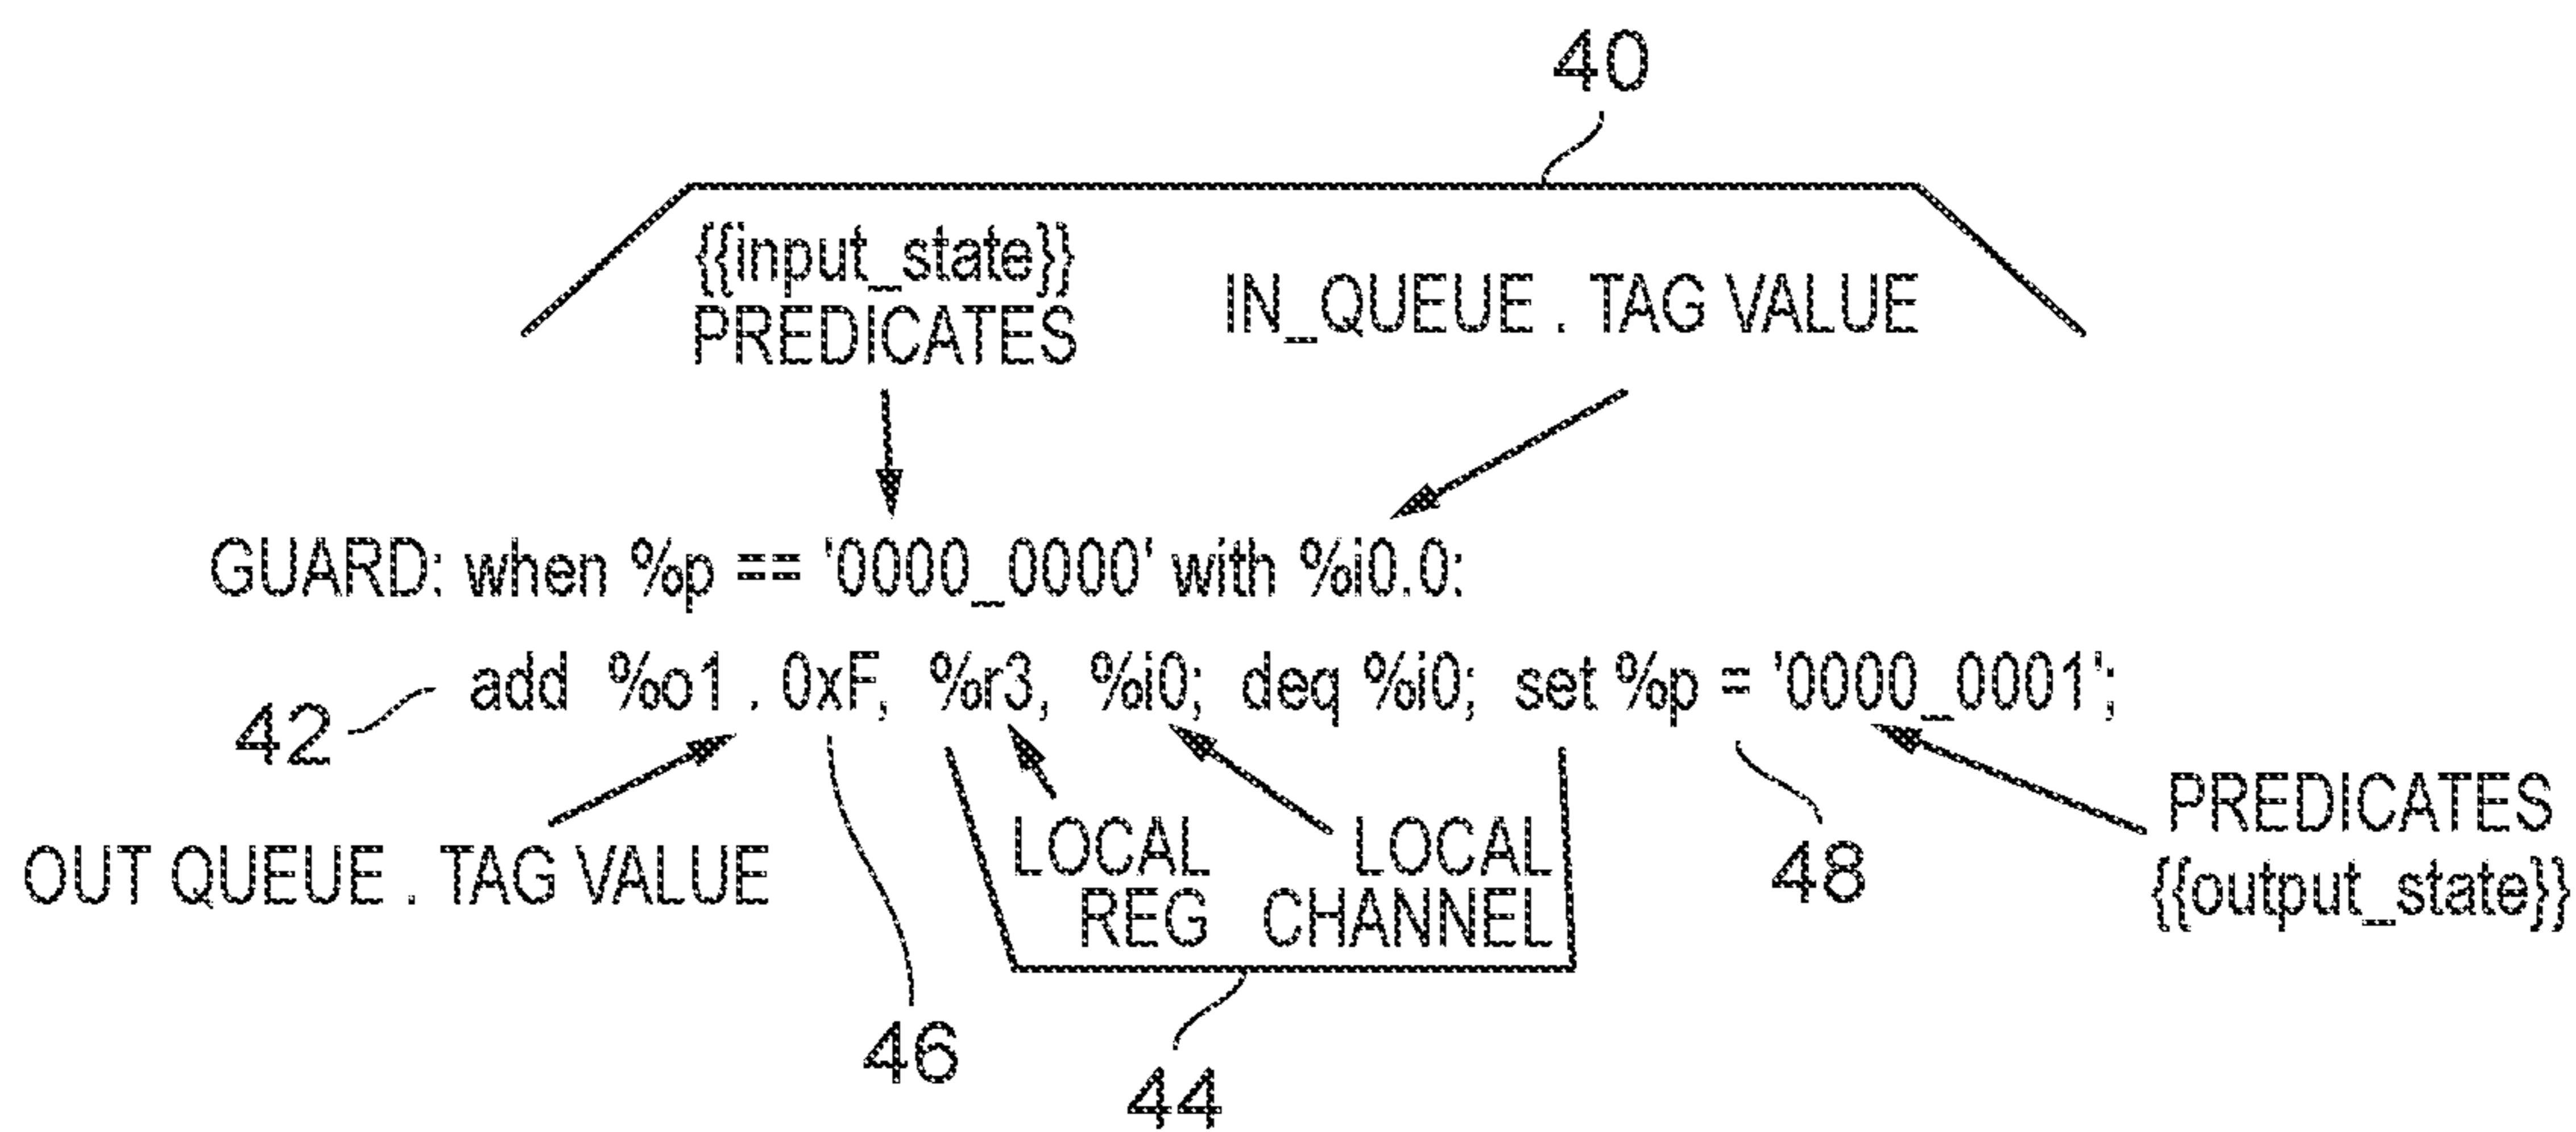 40
{{input_state}}
PREDICATES
IN_QUEUE . TAG VALUE
GUARD: when %p == '0000_0000' with %i0.0:
add %o1 . 0xF, %r3, %i0; deq %i0; set %p = '0000_0001';
42
OUT QUEUE . TAG VALUE
46
LOCAL
REG
LOCAL
CHANNEL
44
48
PREDICATES
{{output_state}}